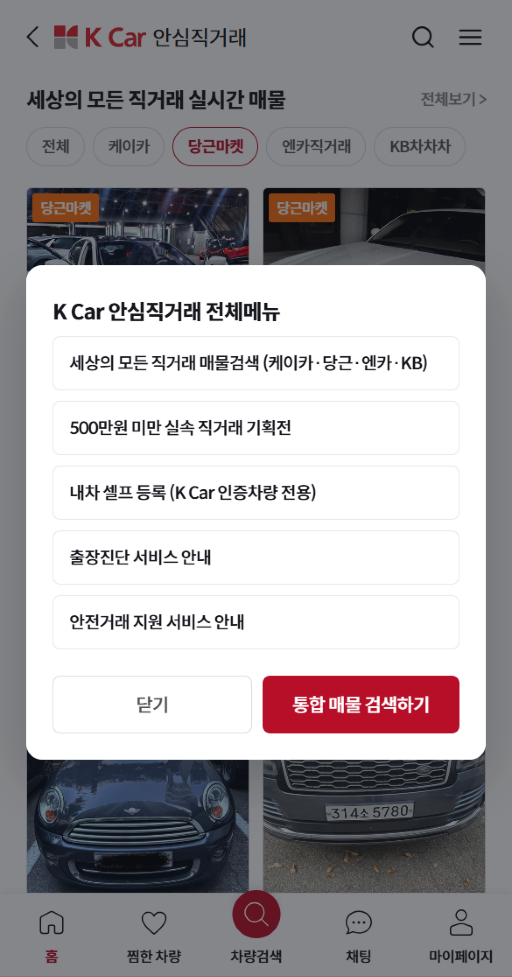 K Car 안심직거래
세상의 모든 직거래 실시간 매물
전체보기 >
전체
케이카
당근마켓
엔카직거래
KB차차차
당근마켓
당근마켓
K Car 안심직거래 전체메뉴
세상의 모든 직거래 매물검색 (케이카·당근·엔카·KB)
500만원 미만 실속 직거래 기획전
내차 셀프 등록 (K Car 인증차량 전용)
출장진단 서비스 안내
안전거래 지원 서비스 안내
닫기
통합 매물 검색하기
314소 5780
홈
찜한 차량
차량검색
채팅
마이페이지